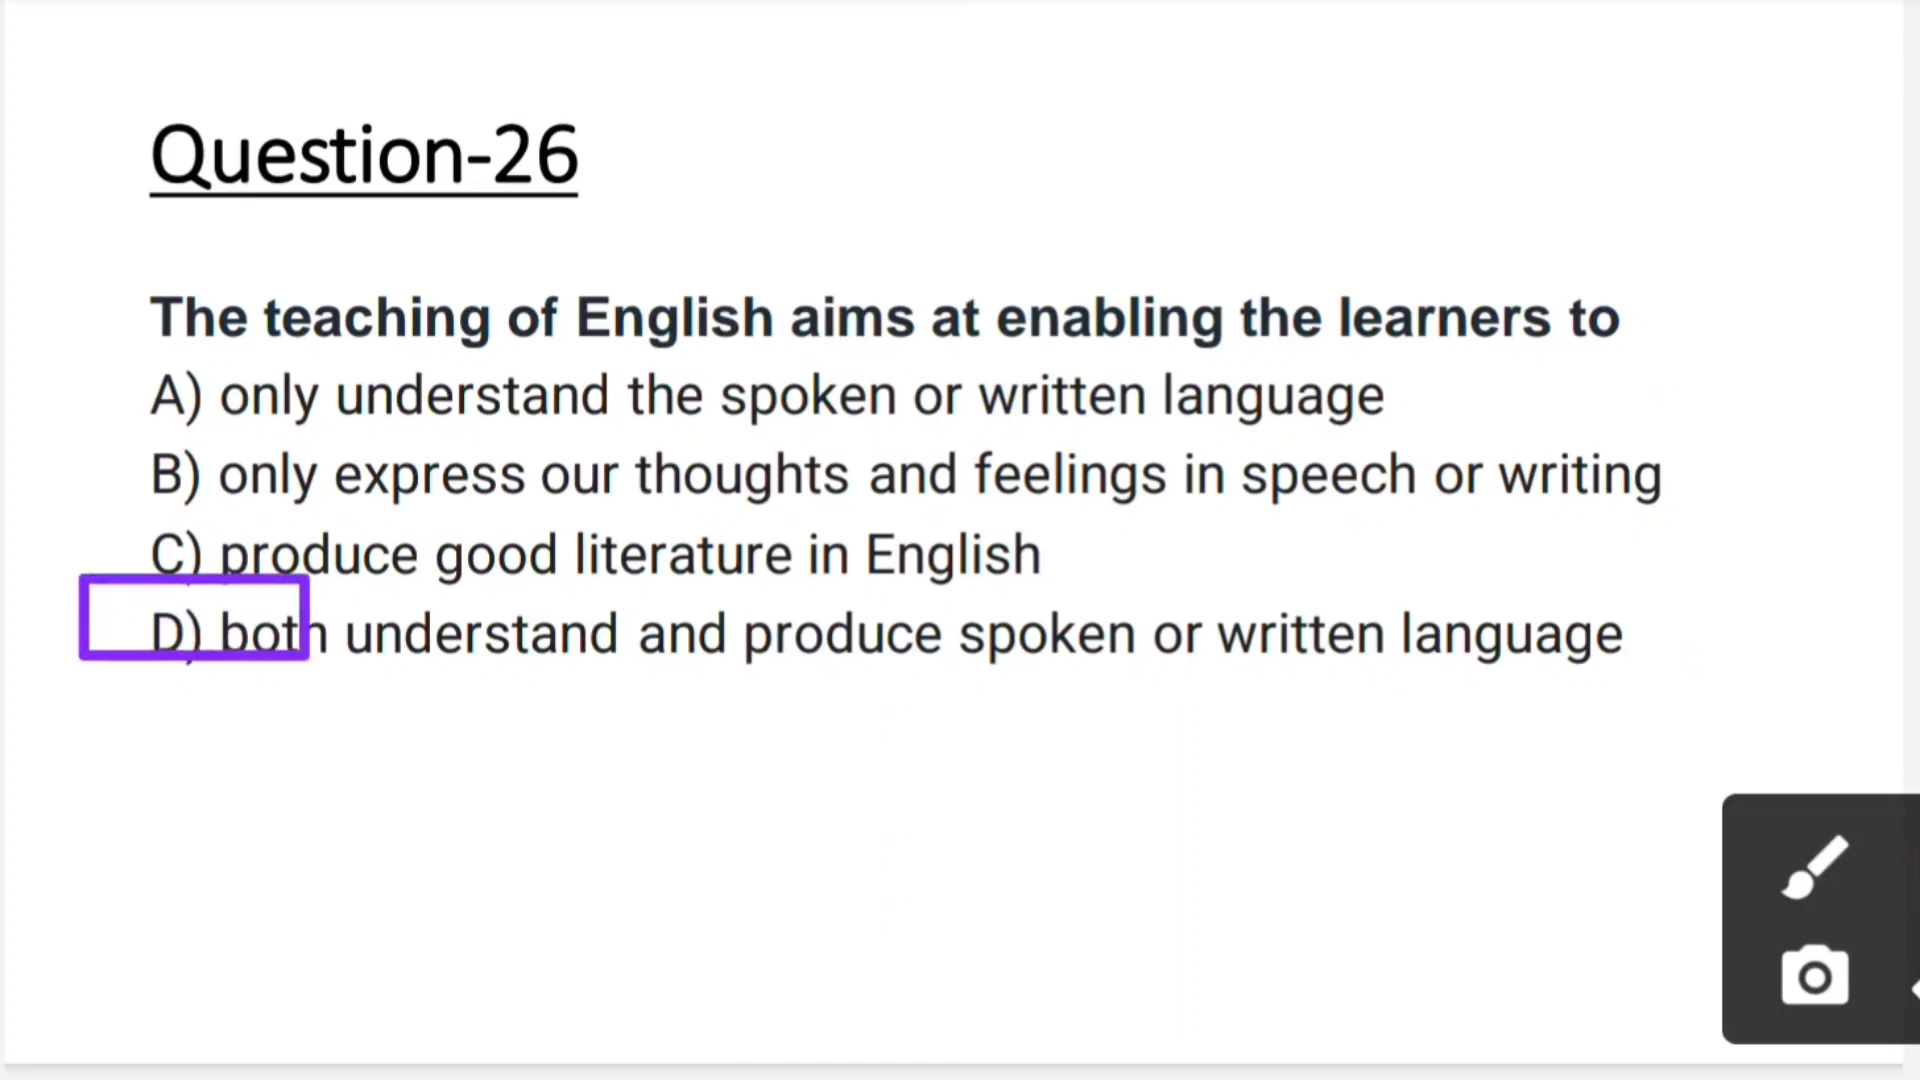 Question-26
The teaching of English aims at enabling the learners to
A) only understand the spoken or written language
B) only express our thoughts and feelings in speech or writing
C) produce good literature in English
D) both understand and produce spoken or written language